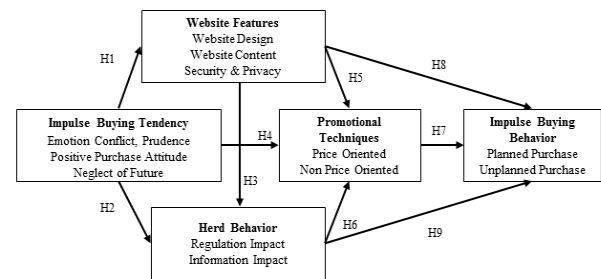 Website Features
Website Design
Website Content
Security & Privacy
H1
H5
H8
Impulse Buying Tendency
Emotion Conflict, Prudence
Positive Purchase Attitude
Neglect of Future
H4
Promotional
Techniques
Price Oriented
Non Price Oriented
H7
Impulse Buying
Behavior
Planned Purchase
Unplanned Purchase
H3
H2
Herd Behavior
Regulation Impact
Information Impact
H6
H9